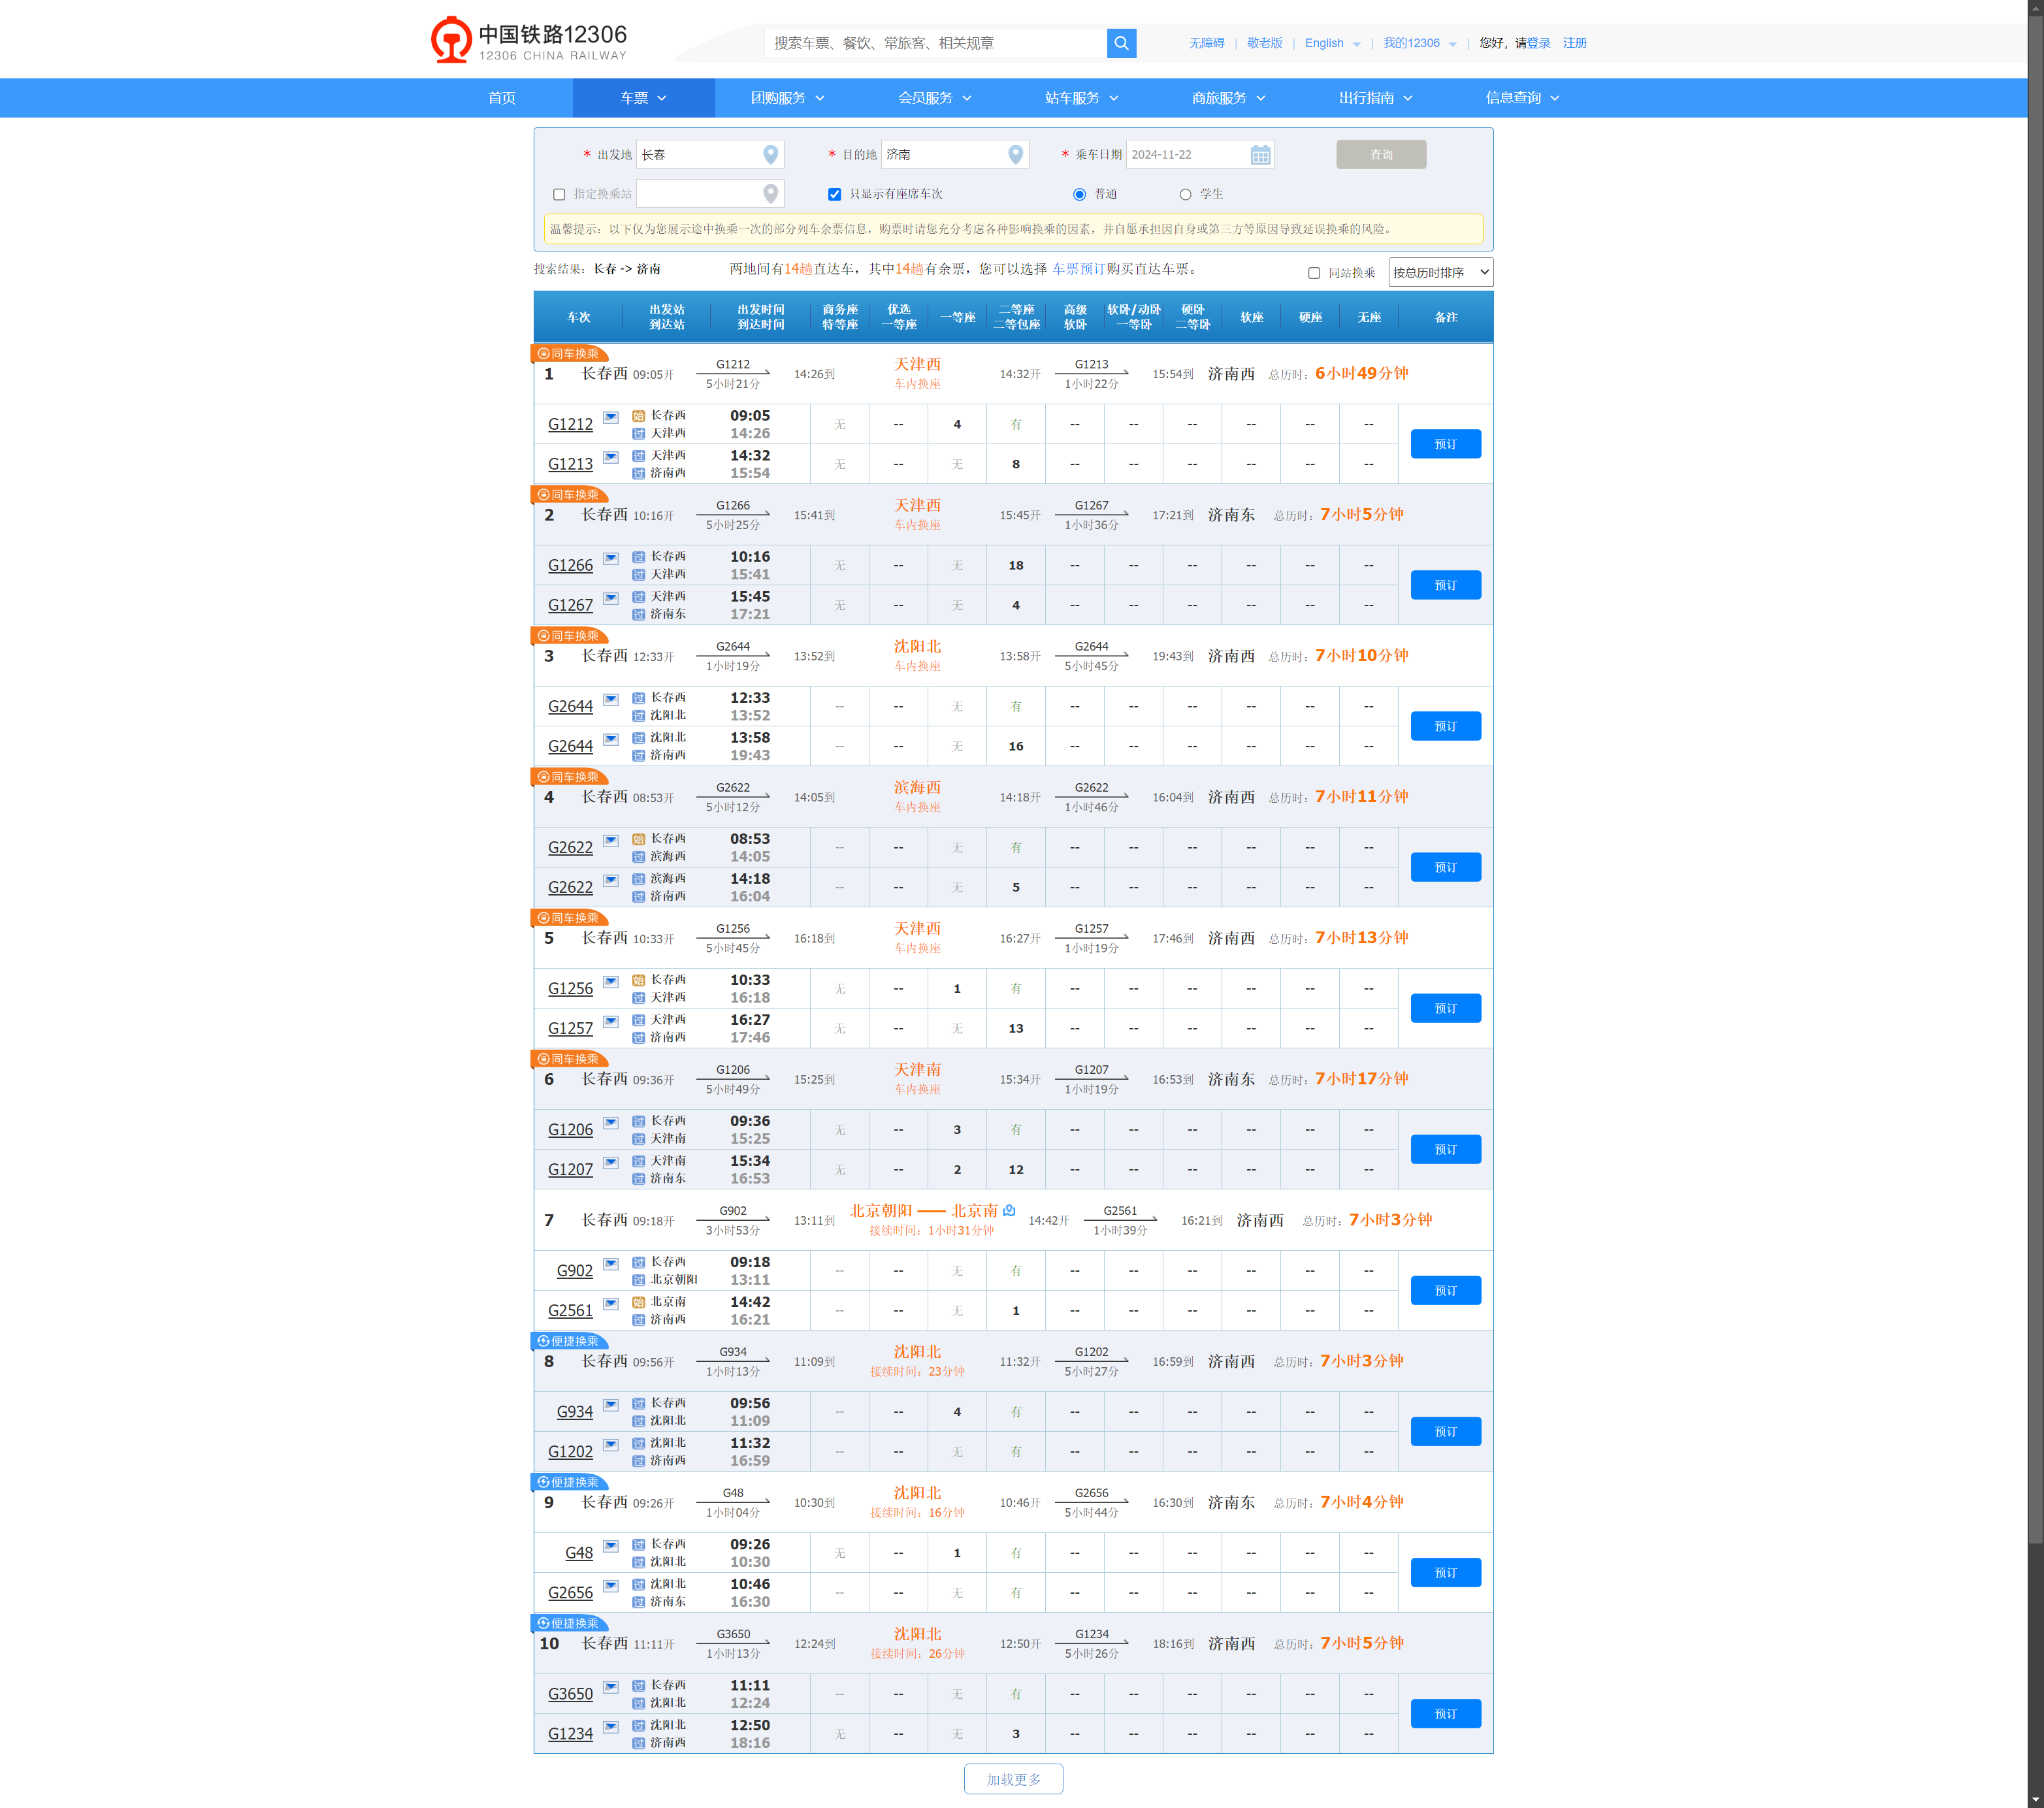 中国铁路12306
12306 CHINA RAILWAY
搜索车票、餐饮、常旅客、相关规章
无障碍 | 敬老版 | English | 我的12306 | 您好，请登录 注册
首页 车票 团购服务 会员服务 站车服务 商旅服务 出行指南 信息查询
* 出发地 长春 * 目的地 济南 * 乘车日期 2024-11-22 查询
指定换乘站 只显示有座席车次 普通 学生
温馨提示：以下仅为您展示途中换乘一次的部分列车余票信息，购票时请您充分考虑各种影响换乘的因素，并自愿承担因自身或第三方等原因导致延误换乘的风险。
搜索结果：长春 -> 济南 两地间有14趟直达车，其中14趟有余票，您可以选择 车票预订购买直达车票。 同站换乘 按总历时排序
车次 出发站 出发时间 商务座 优选 一等座 二等座 高级 软卧/动卧 硬卧 软座 硬座 无座 备注
到达站 到达时间 特等座 一等座 二等包座 软卧 一等卧 二等卧
同车换乘
1 长春西 09:05开 G1212 5小时21分 14:26到 天津西 车内换座 14:32开 G1213 1小时22分 15:54到 济南西 总历时：6小时49分钟
G1212 始 长春西 09:05 过 天津西 14:26 无 -- 4 有 -- -- -- -- -- -- 预订
G1213 过 天津西 14:32 过 济南西 15:54 无 -- 无 8 -- -- -- -- -- --
同车换乘
2 长春西 10:16开 G1266 5小时25分 15:41到 天津西 车内换座 15:45开 G1267 1小时36分 17:21到 济南东 总历时：7小时5分钟
G1266 过 长春西 10:16 过 天津西 15:41 无 -- 无 18 -- -- -- -- -- -- 预订
G1267 过 天津西 15:45 过 济南东 17:21 无 -- 无 4 -- -- -- -- -- --
同车换乘
3 长春西 12:33开 G2644 1小时19分 13:52到 沈阳北 车内换座 13:58开 G2644 5小时45分 19:43到 济南西 总历时：7小时10分钟
G2644 过 长春西 12:33 过 沈阳北 13:52 -- -- 无 有 -- -- -- -- -- -- 预订
G2644 过 沈阳北 13:58 过 济南西 19:43 -- -- 无 16 -- -- -- -- -- --
同车换乘
4 长春西 08:53开 G2622 5小时12分 14:05到 滨海西 车内换座 14:18开 G2622 1小时46分 16:04到 济南西 总历时：7小时11分钟
G2622 始 长春西 08:53 过 滨海西 14:05 -- -- 无 有 -- -- -- -- -- -- 预订
G2622 过 滨海西 14:18 过 济南西 16:04 -- -- 无 5 -- -- -- -- -- --
同车换乘
5 长春西 10:33开 G1256 5小时45分 16:18到 天津西 车内换座 16:27开 G1257 1小时19分 17:46到 济南西 总历时：7小时13分钟
G1256 始 长春西 10:33 过 天津西 16:18 无 -- 1 有 -- -- -- -- -- -- 预订
G1257 过 天津西 16:27 过 济南西 17:46 无 -- 无 13 -- -- -- -- -- --
同车换乘
6 长春西 09:36开 G1206 5小时49分 15:25到 天津南 车内换座 15:34开 G1207 1小时19分 16:53到 济南东 总历时：7小时17分钟
G1206 过 长春西 09:36 过 天津南 15:25 无 -- 3 有 -- -- -- -- -- -- 预订
G1207 过 天津南 15:34 过 济南东 16:53 无 -- 2 12 -- -- -- -- -- --
7 长春西 09:18开 G902 3小时53分 13:11到 北京朝阳 —— 北京南 接续时间：1小时31分钟 14:42开 G2561 1小时39分 16:21到 济南西 总历时：7小时3分钟
G902 过 长春西 09:18 过 北京朝阳 13:11 -- -- 无 有 -- -- -- -- -- -- 预订
G2561 始 北京南 14:42 过 济南西 16:21 -- -- 无 1 -- -- -- -- -- --
便捷换乘
8 长春西 09:56开 G934 1小时13分 11:09到 沈阳北 接续时间：23分钟 11:32开 G1202 5小时27分 16:59到 济南西 总历时：7小时3分钟
G934 过 长春西 09:56 过 沈阳北 11:09 -- -- 4 有 -- -- -- -- -- -- 预订
G1202 过 沈阳北 11:32 过 济南西 16:59 -- -- 无 有 -- -- -- -- -- --
便捷换乘
9 长春西 09:26开 G48 1小时04分 10:30到 沈阳北 接续时间：16分钟 10:46开 G2656 5小时44分 16:30到 济南东 总历时：7小时4分钟
G48 过 长春西 09:26 过 沈阳北 10:30 无 -- 1 有 -- -- -- -- -- -- 预订
G2656 过 沈阳北 10:46 过 济南东 16:30 -- -- 无 有 -- -- -- -- -- --
便捷换乘
10 长春西 11:11开 G3650 1小时13分 12:24到 沈阳北 接续时间：26分钟 12:50开 G1234 5小时26分 18:16到 济南西 总历时：7小时5分钟
G3650 过 长春西 11:11 过 沈阳北 12:24 -- -- 无 有 -- -- -- -- -- -- 预订
G1234 过 沈阳北 12:50 过 济南西 18:16 无 -- 无 3 -- -- -- -- -- --
加载更多